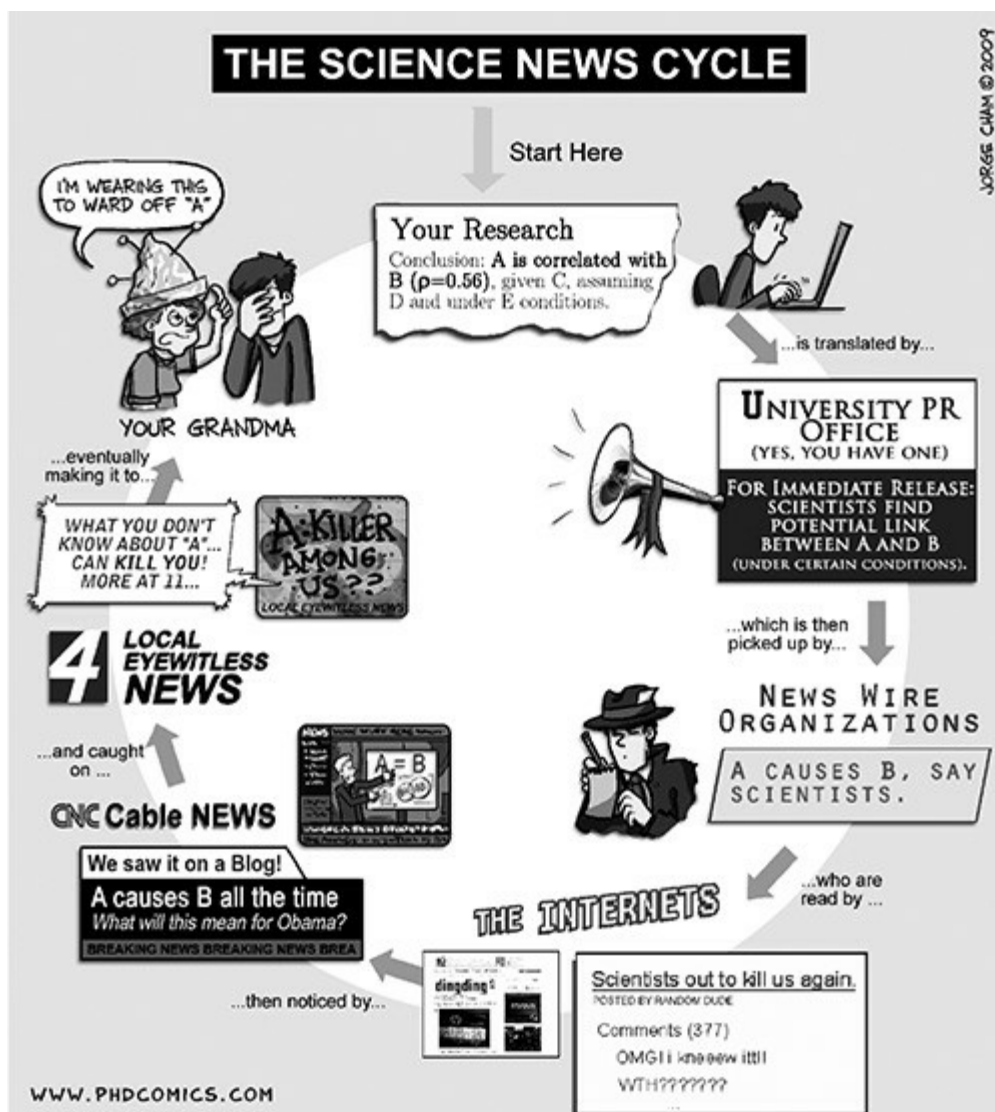 THE SCIENCE NEWS CYCLE
JORGE CHAM © 2009
Start Here
Your Research
Conclusion: A is correlated with
B (ρ=0.56), given C, assuming
D and under E conditions.
...is translated by...
UNIVERSITY PR
OFFICE
(YES, YOU HAVE ONE)
FOR IMMEDIATE RELEASE:
SCIENTISTS FIND
POTENTIAL LINK
BETWEEN A AND B
(UNDER CERTAIN CONDITIONS).
...which is then
picked up by...
NEWS WIRE
ORGANIZATIONS
A CAUSES B, SAY
SCIENTISTS.
...who are
read by ...
THE INTERNETS
Scientists out to kill us again.
POSTED BY RANDOM DUDE
Comments (377)
OMG! i kneeew itt!!
WTH???????
...
dingding
...then noticed by...
CNC Cable NEWS
We saw it on a Blog!
A causes B all the time
What will this mean for Obama?
BREAKING NEWS BREAKING NEWS BREA
NEWS
A = B
...and caught
on ...
4 LOCAL
EYEWITLESS
NEWS
WHAT YOU DON'T
KNOW ABOUT "A"...
CAN KILL YOU!
MORE AT 11...
A:KILLER
AMONG
US??
LOCAL EYEWITLESS NEWS
...eventually
making it to...
YOUR GRANDMA
I'M WEARING THIS
TO WARD OFF "A"
WWW.PHDCOMICS.COM